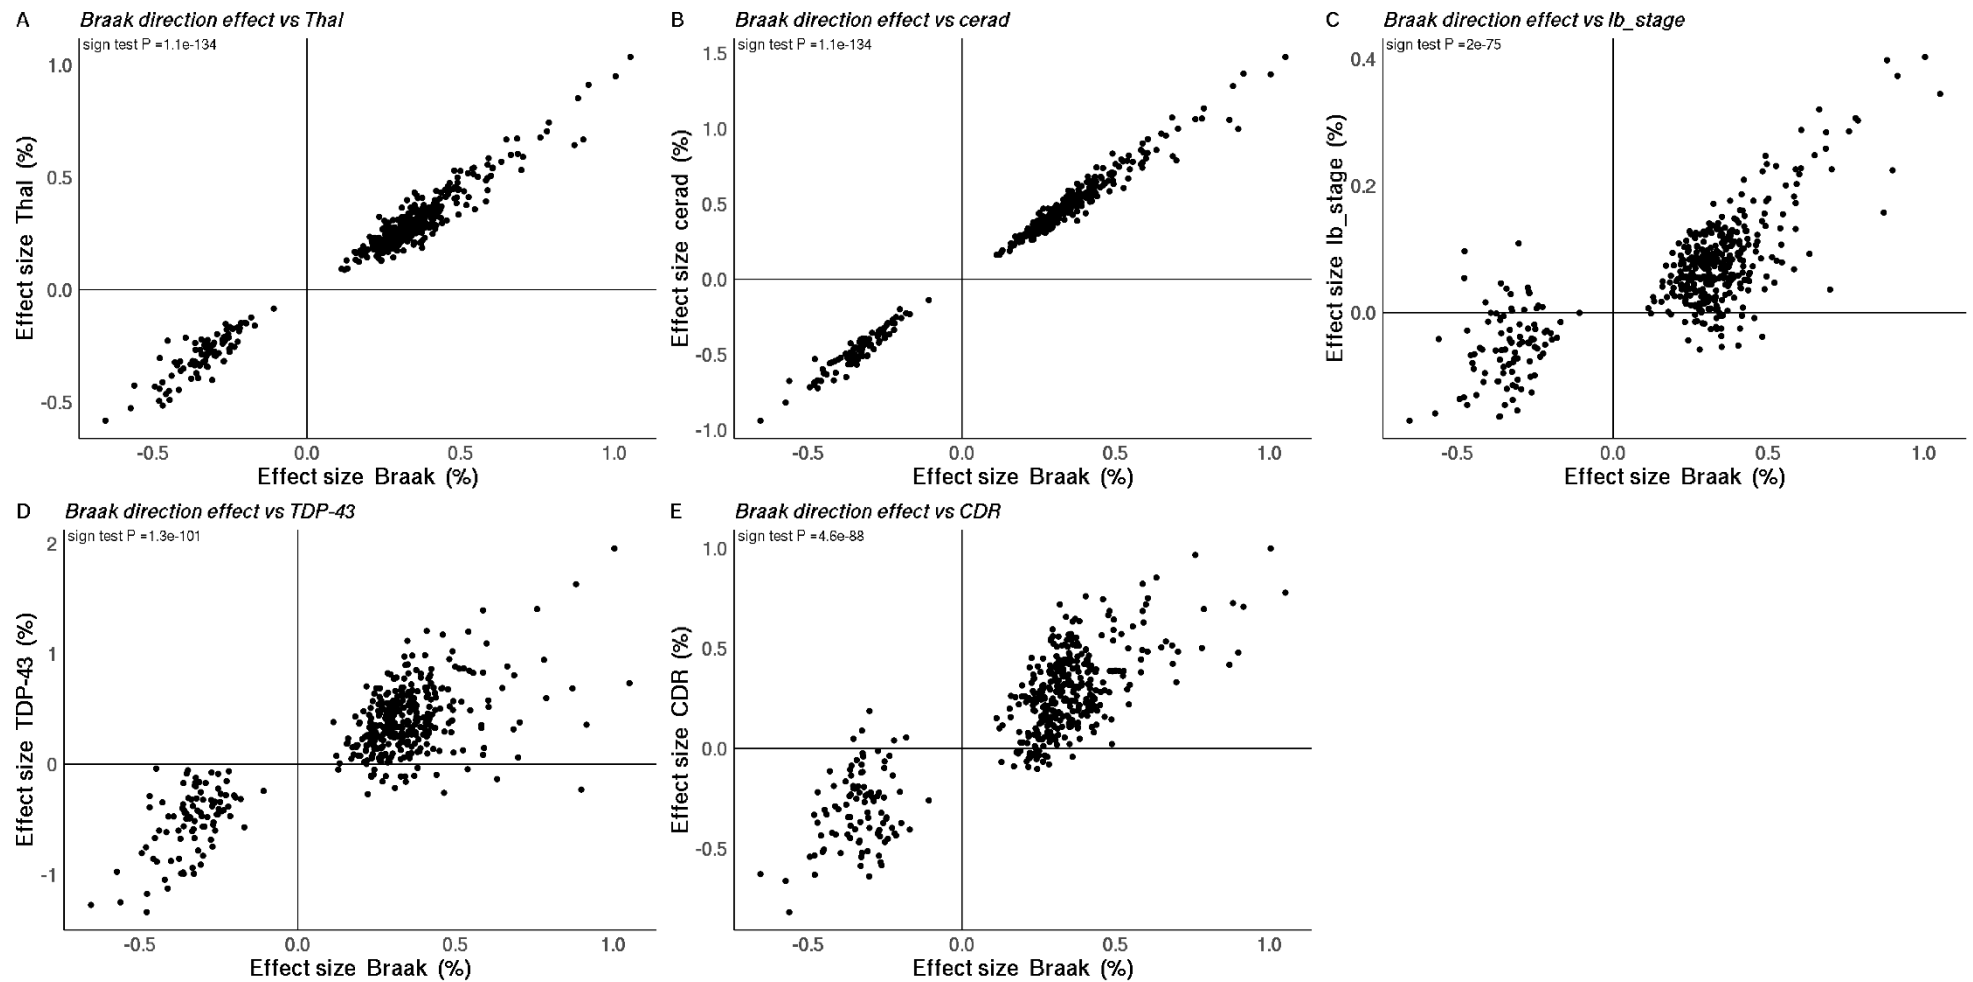 A Braak direction effect vs Thal
sign test P =1.1e-134
1.0
0.5
0.0
-0.5
Effect size Thal (%)
-0.5 0.0 0.5 1.0
Effect size Braak (%)
B Braak direction effect vs cerad
sign test P =1.1e-134
1.5
1.0
0.5
0.0
-0.5
-1.0
Effect size cerad (%)
-0.5 0.0 0.5 1.0
Effect size Braak (%)
C Braak direction effect vs lb_stage
sign test P =2e-75
0.4
0.2
0.0
Effect size lb_stage (%)
-0.5 0.0 0.5 1.0
Effect size Braak (%)
D Braak direction effect vs TDP-43
sign test P =1.3e-101
2
1
0
-1
Effect size TDP-43 (%)
-0.5 0.0 0.5 1.0
Effect size Braak (%)
E Braak direction effect vs CDR
sign test P =4.6e-88
1.0
0.5
0.0
-0.5
Effect size CDR (%)
-0.5 0.0 0.5 1.0
Effect size Braak (%)